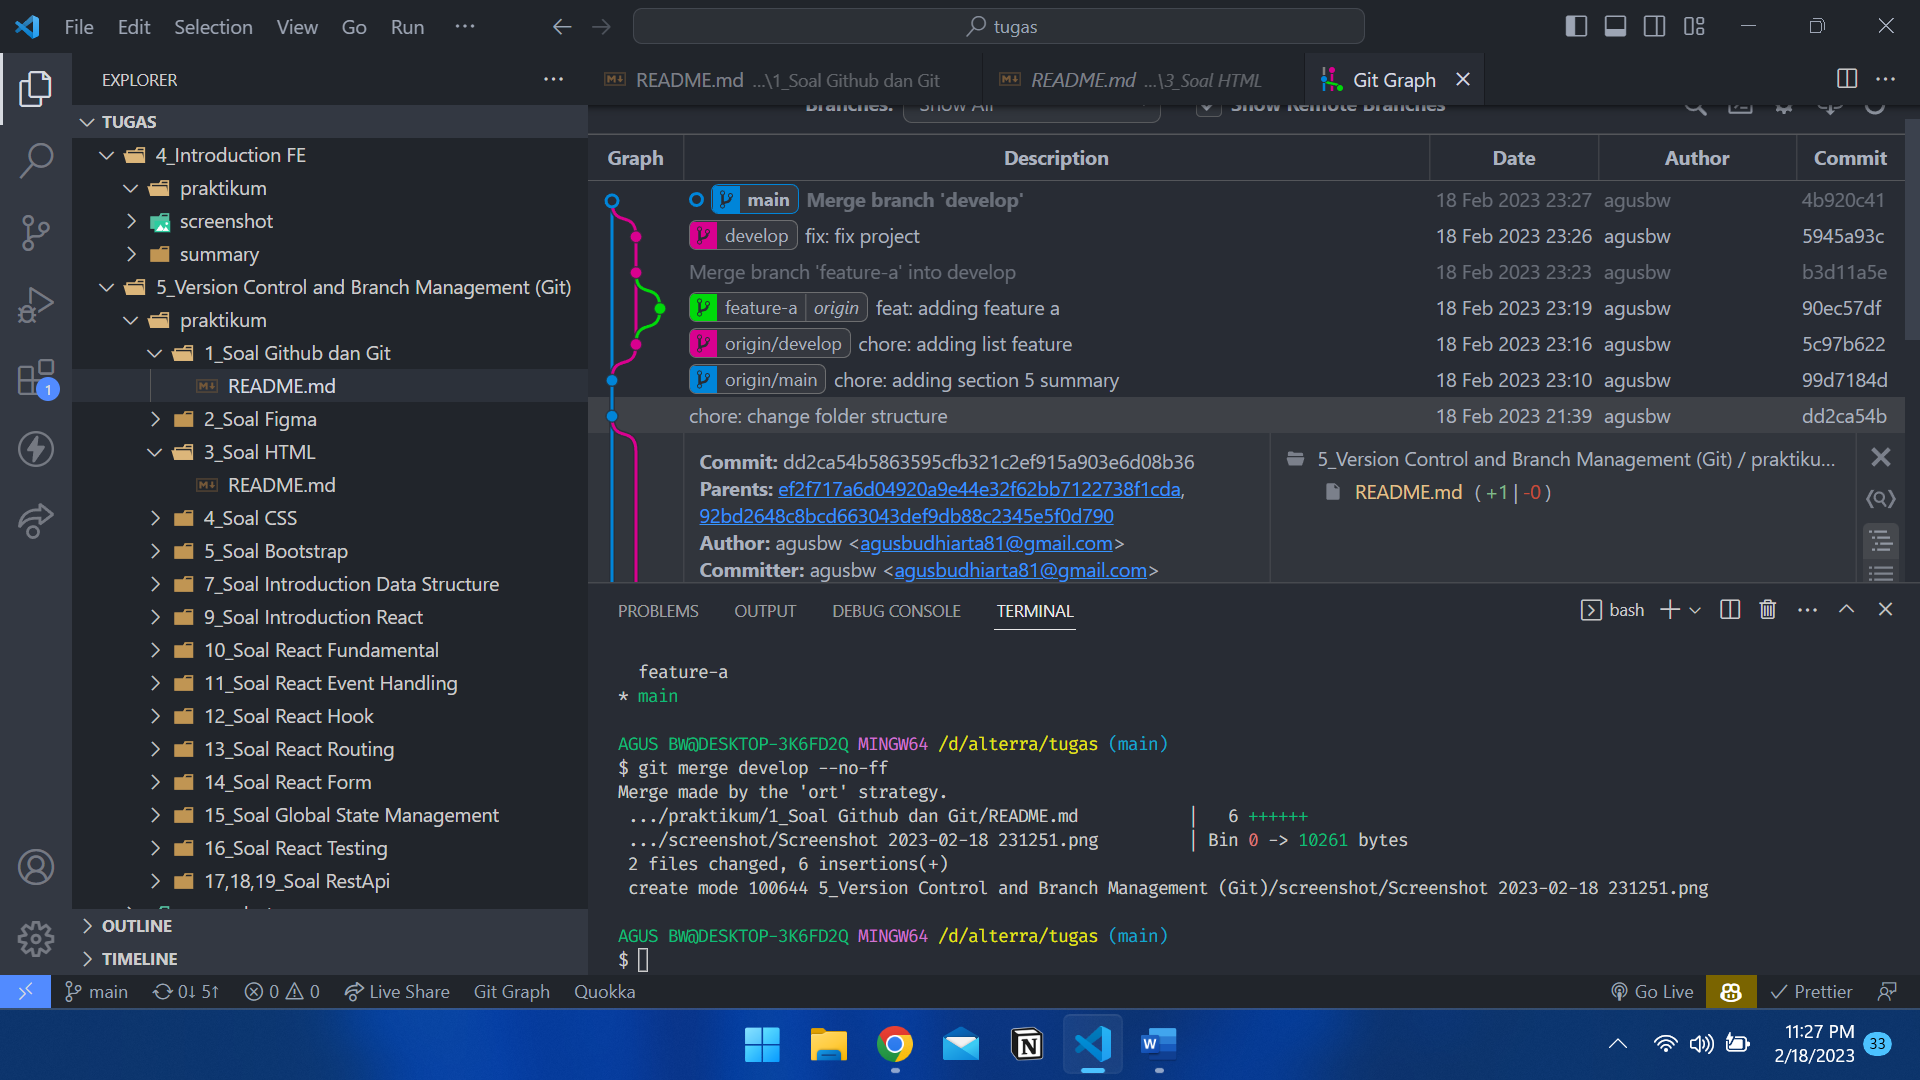 File Edit Selection View Go Run ···
tugas
EXPLORER
TUGAS
4_Introduction FE
praktikum
screenshot
summary
5_Version Control and Branch Management (Git)
praktikum
1_Soal Github dan Git
README.md
2_Soal Figma
3_Soal HTML
README.md
4_Soal CSS
5_Soal Bootstrap
7_Soal Introduction Data Structure
9_Soal Introduction React
10_Soal React Fundamental
11_Soal React Event Handling
12_Soal React Hook
13_Soal React Routing
14_Soal React Form
15_Soal Global State Management
16_Soal React Testing
17,18,19_Soal RestApi
OUTLINE
TIMELINE
README.md ...\1_Soal Github dan Git
README.md ...\3_Soal HTML
Git Graph
Branches: Show All Show Remote Branches
Graph Description Date Author Commit
main Merge branch 'develop' 18 Feb 2023 23:27 agusbw 4b920c41
develop fix: fix project 18 Feb 2023 23:26 agusbw 5945a93c
Merge branch 'feature-a' into develop 18 Feb 2023 23:23 agusbw b3d11a5e
feature-a origin feat: adding feature a 18 Feb 2023 23:19 agusbw 90ec57df
origin/develop chore: adding list feature 18 Feb 2023 23:16 agusbw 5c97b622
origin/main chore: adding section 5 summary 18 Feb 2023 23:10 agusbw 99d7184d
chore: change folder structure 18 Feb 2023 21:39 agusbw dd2ca54b
Commit: dd2ca54b5863595cfb321c2ef915a903e6d08b36
Parents: ef2f717a6d04920a9e44e32f62bb7122738f1cda,
92bd2648c8bcd663043def9db88c2345e5f0d790
Author: agusbw <agusbudhiarta81@gmail.com>
Committer: agusbw <agusbudhiarta81@gmail.com>
5_Version Control and Branch Management (Git) / praktiku...
README.md ( +1 | -0 )
PROBLEMS OUTPUT DEBUG CONSOLE TERMINAL
bash
feature-a
* main
AGUS BW@DESKTOP-3K6FD2Q MINGW64 /d/alterra/tugas (main)
$ git merge develop --no-ff
Merge made by the 'ort' strategy.
.../praktikum/1_Soal Github dan Git/README.md | 6 ++++++
.../screenshot/Screenshot 2023-02-18 231251.png | Bin 0 -> 10261 bytes
2 files changed, 6 insertions(+)
create mode 100644 5_Version Control and Branch Management (Git)/screenshot/Screenshot 2023-02-18 231251.png
AGUS BW@DESKTOP-3K6FD2Q MINGW64 /d/alterra/tugas (main)
$
1
main 0↓ 5↑ 0 0 Live Share Git Graph Quokka
Go Live Prettier
11:27 PM
2/18/2023
33